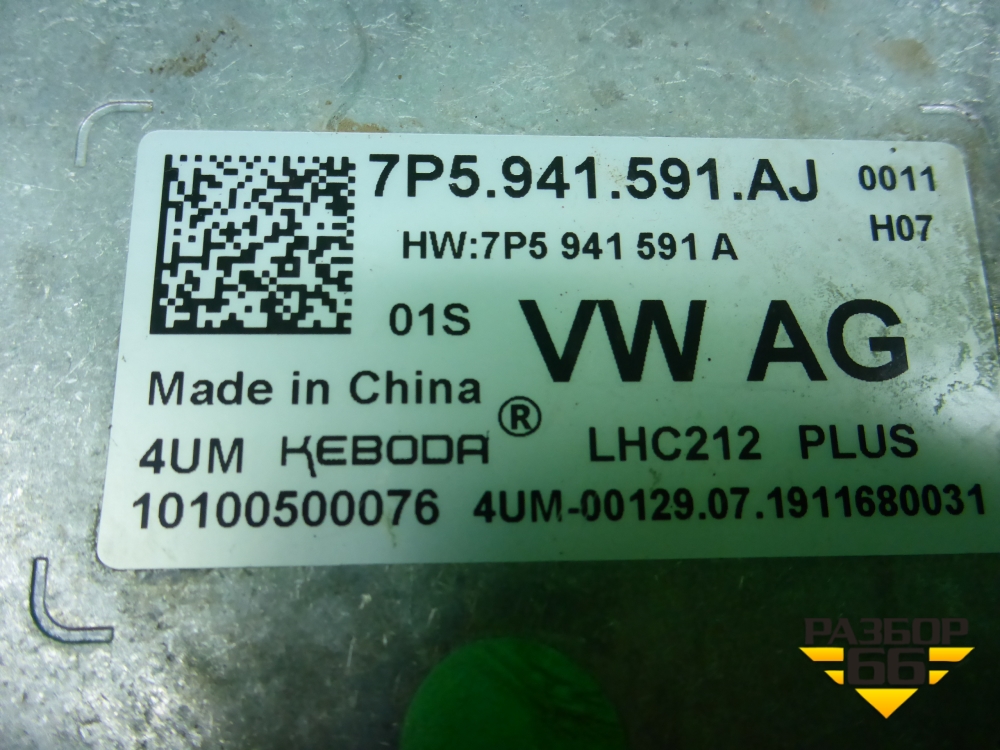 7P5.941.591.AJ 0011
HW:7P5 941 591 A H07
01S VW AG
Made in China
4UM KEBODA® LHC212 PLUS
10100500076 4UM-00129.07.1911680031
РАЗБОР
66